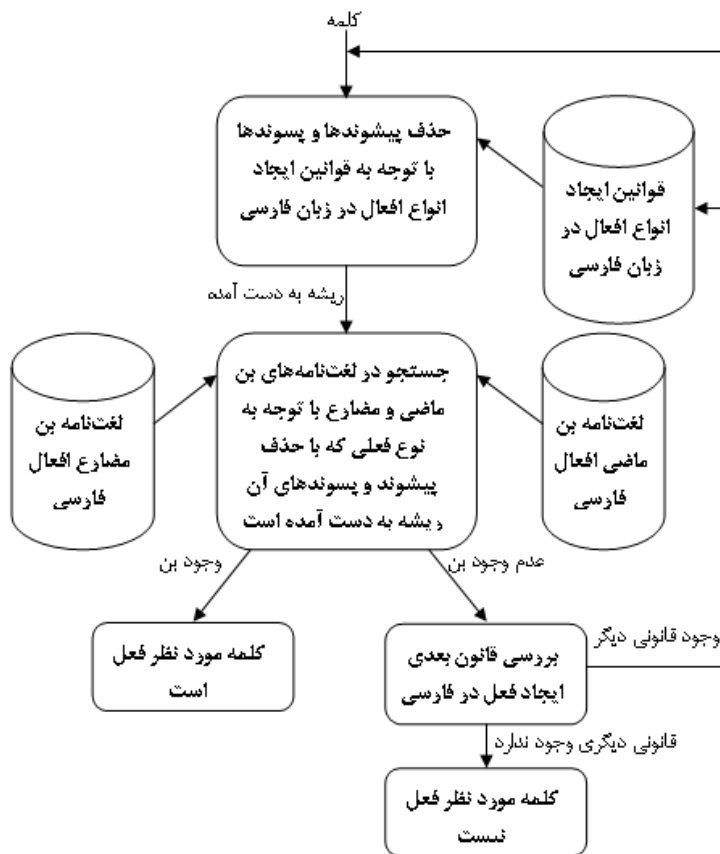 کلمه
حذف پیشوندها و پسوندها
با توجه به قوانین ایجاد
انواع افعال در زبان فارسی
قوانین ایجاد
انواع افعال در
زبان فارسی
ریشه به دست آمده
جستجو در لغت‌نامه‌های بن
ماضی و مضارع با توجه به
نوع فعلی که با حذف
پیشوند و پسوندهای آن
ریشه به دست آمده است
لغت‌نامه بن
ماضی افعال
فارسی
لغت‌نامه بن
مضارع افعال
فارسی
عدم وجود بن
وجود بن
بررسی قانون بعدی
ایجاد فعل در فارسی
وجود قانونی دیگر
کلمه مورد نظر فعل
است
قانونی دیگری وجود ندارد
کلمه مورد نظر فعل
نیست